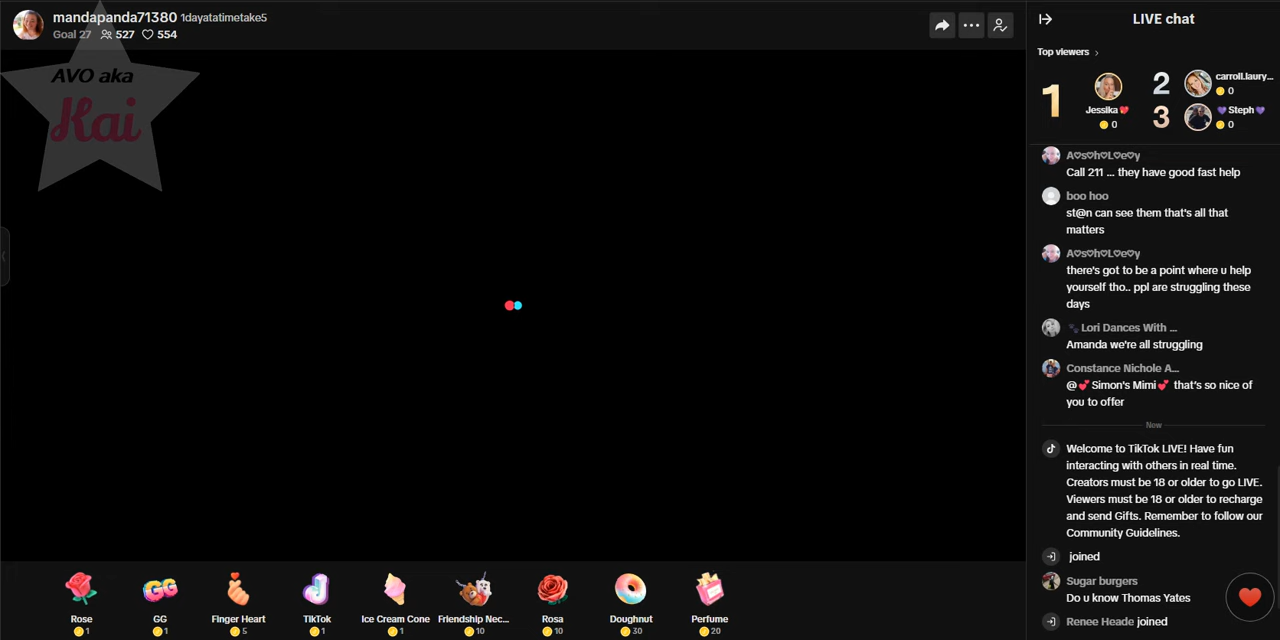 mandapanda71380 1dayatatimetake5
Goal 27 527 554
AVO aka
Kai
LIVE chat
Top viewers
1
Jessika
0
2
carroll.laury...
0
3
Steph
0
A♡s♡h♡L♡e♡y
Call 211 ... they have good fast help
boo hoo
st@n can see them that's all that
matters
A♡s♡h♡L♡e♡y
there's got to be a point where u help
yourself tho.. ppl are struggling these
days
Lori Dances With ...
Amanda we're all struggling
Constance Nichole A...
@💕Simon's Mimi💕 that's so nice of
you to offer
New
Welcome to TikTok LIVE! Have fun
interacting with others in real time.
Creators must be 18 or older to go LIVE.
Viewers must be 18 or older to recharge
and send Gifts. Remember to follow our
Community Guidelines.
joined
Sugar burgers
Do u know Thomas Yates
Renee Heade joined
GG
Rose GG Finger Heart TikTok Ice Cream Cone Friendship Nec... Rosa Doughnut Perfume
1 1 5 1 1 10 10 30 20